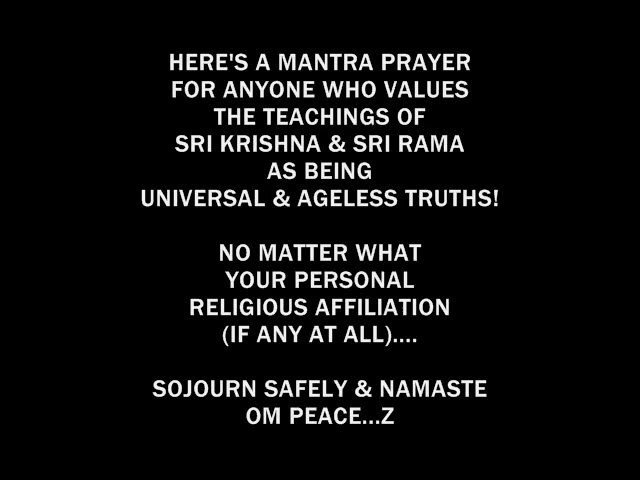 HERE'S A MANTRA PRAYER
FOR ANYONE WHO VALUES
THE TEACHINGS OF
SRI KRISHNA & SRI RAMA
AS BEING
UNIVERSAL & AGELESS TRUTHS!
NO MATTER WHAT
YOUR PERSONAL
RELIGIOUS AFFILIATION
(IF ANY AT ALL)....
SOJOURN SAFELY & NAMASTE
OM PEACE...Z